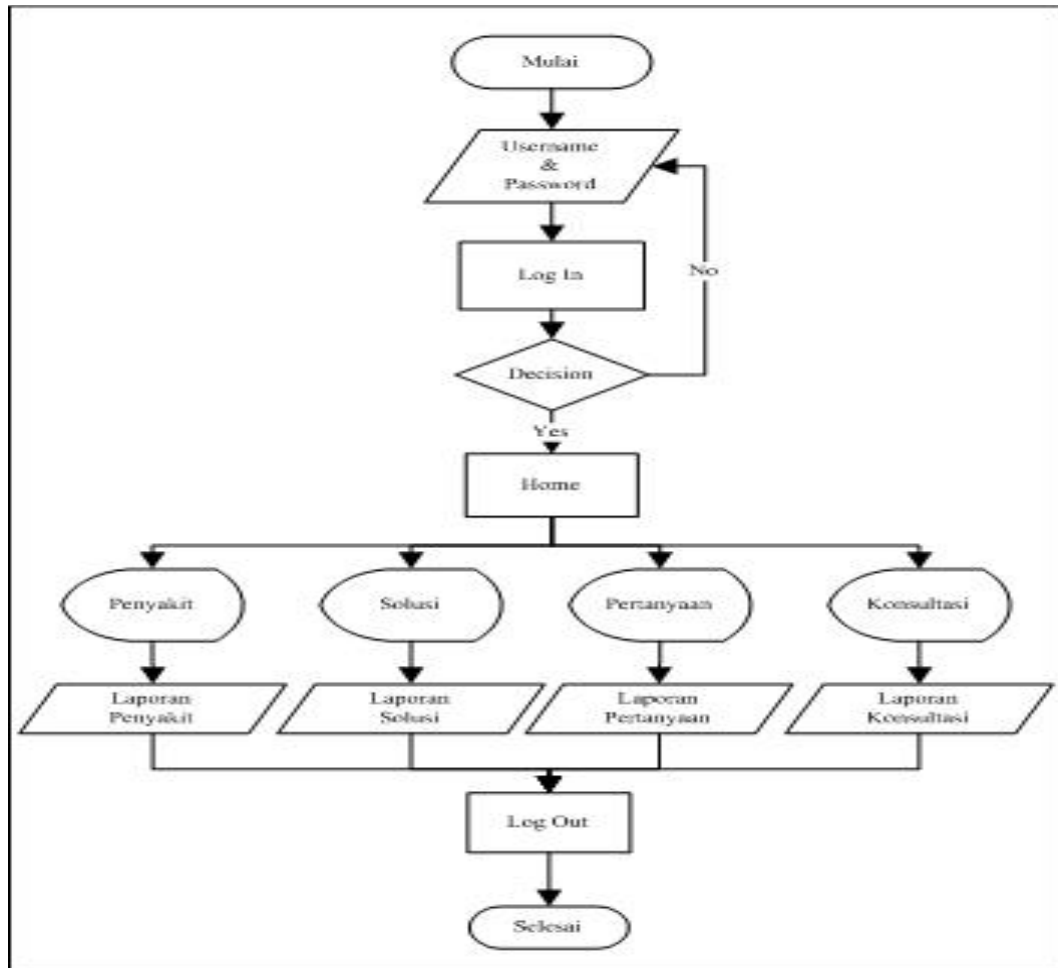 Mulai
Username
&
Password
Log In
No
Decision
Yes
Home
Penyakit
Solusi
Pertanyaan
Konsultasi
Laporan
Penyakit
Laporan
Solusi
Laporan
Pertanyaan
Laporan
Konsultasi
Log Out
Selesai